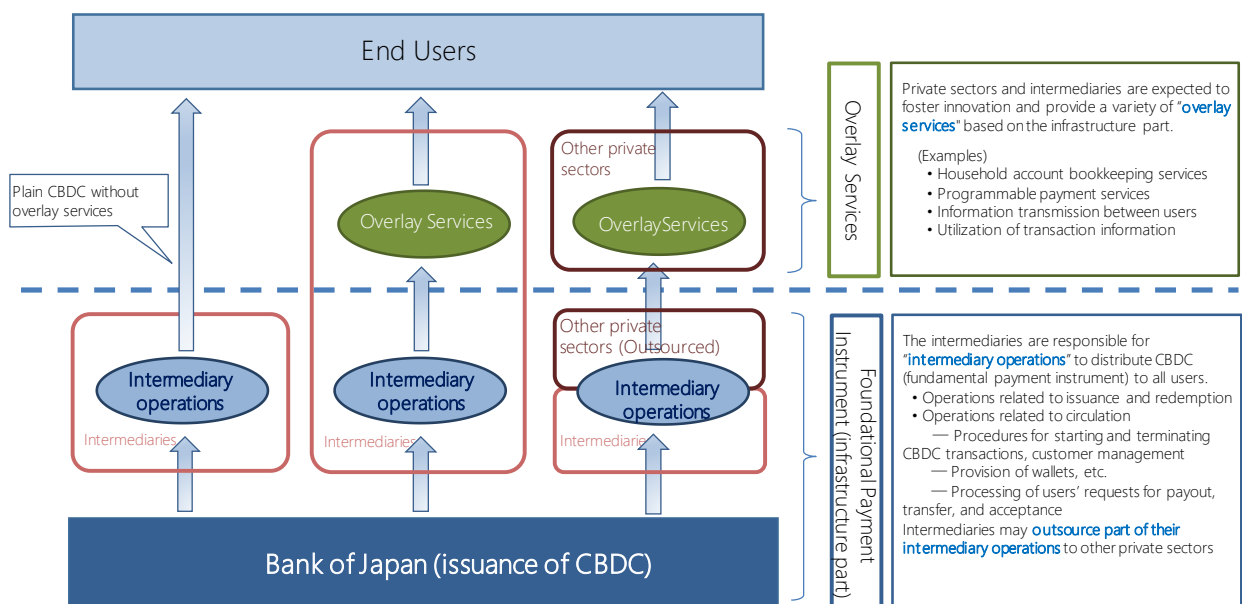 End Users
Plain CBDC without
overlay services
Overlay Services
Other private
sectors
OverlayServices
Other private
sectors (Outsourced)
Intermediary
operations
Intermediaries
Intermediary
operations
Intermediaries
Intermediary
operations
Intermediaries
Bank of Japan (issuance of CBDC)
Overlay Services
Private sectors and intermediaries are expected to
foster innovation and provide a variety of “overlay
services” based on the infrastructure part.
(Examples)
• Household account bookkeeping services
• Programmable payment services
• Information transmission between users
• Utilization of transaction information
Foundational Payment
Instrument (infrastructure part)
The intermediaries are responsible for
“intermediary operations” to distribute CBDC
(fundamental payment instrument) to all users.
• Operations related to issuance and redemption
• Operations related to circulation
— Procedures for starting and terminating
CBDC transactions, customer management
— Provision of wallets, etc.
— Processing of users’ requests for payout,
transfer, and acceptance
Intermediaries may outsource part of their
intermediary operations to other private sectors